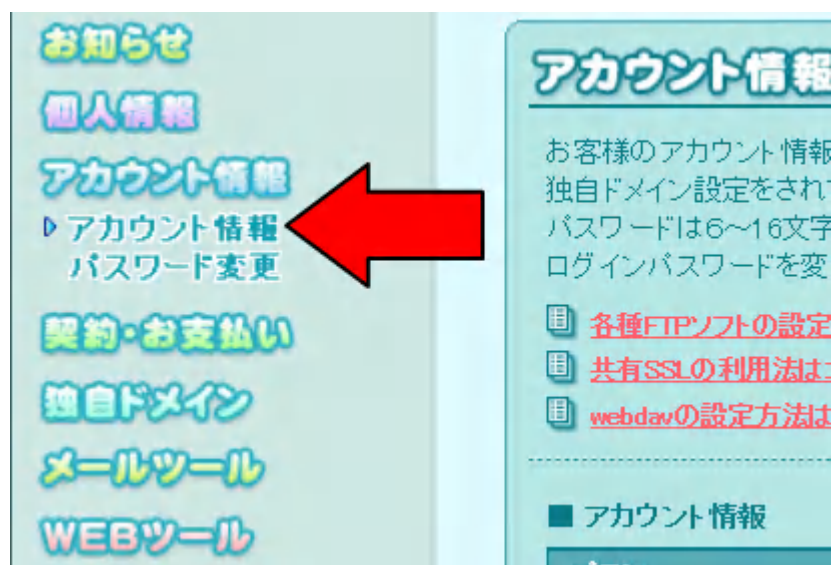 お知らせ
個人情報
アカウント情報
アカウント情報
パスワード変更
契約・お支払い
独自ドメイン
メールツール
WEBツール
アカウント情報
お客様のアカウント情報
独自ドメイン設定をされ
パスワードは6～16文字
ログインパスワードを変
各種FTPソフトの設定
共有SSLの利用法は
webdavの設定方法は
■ アカウント情報